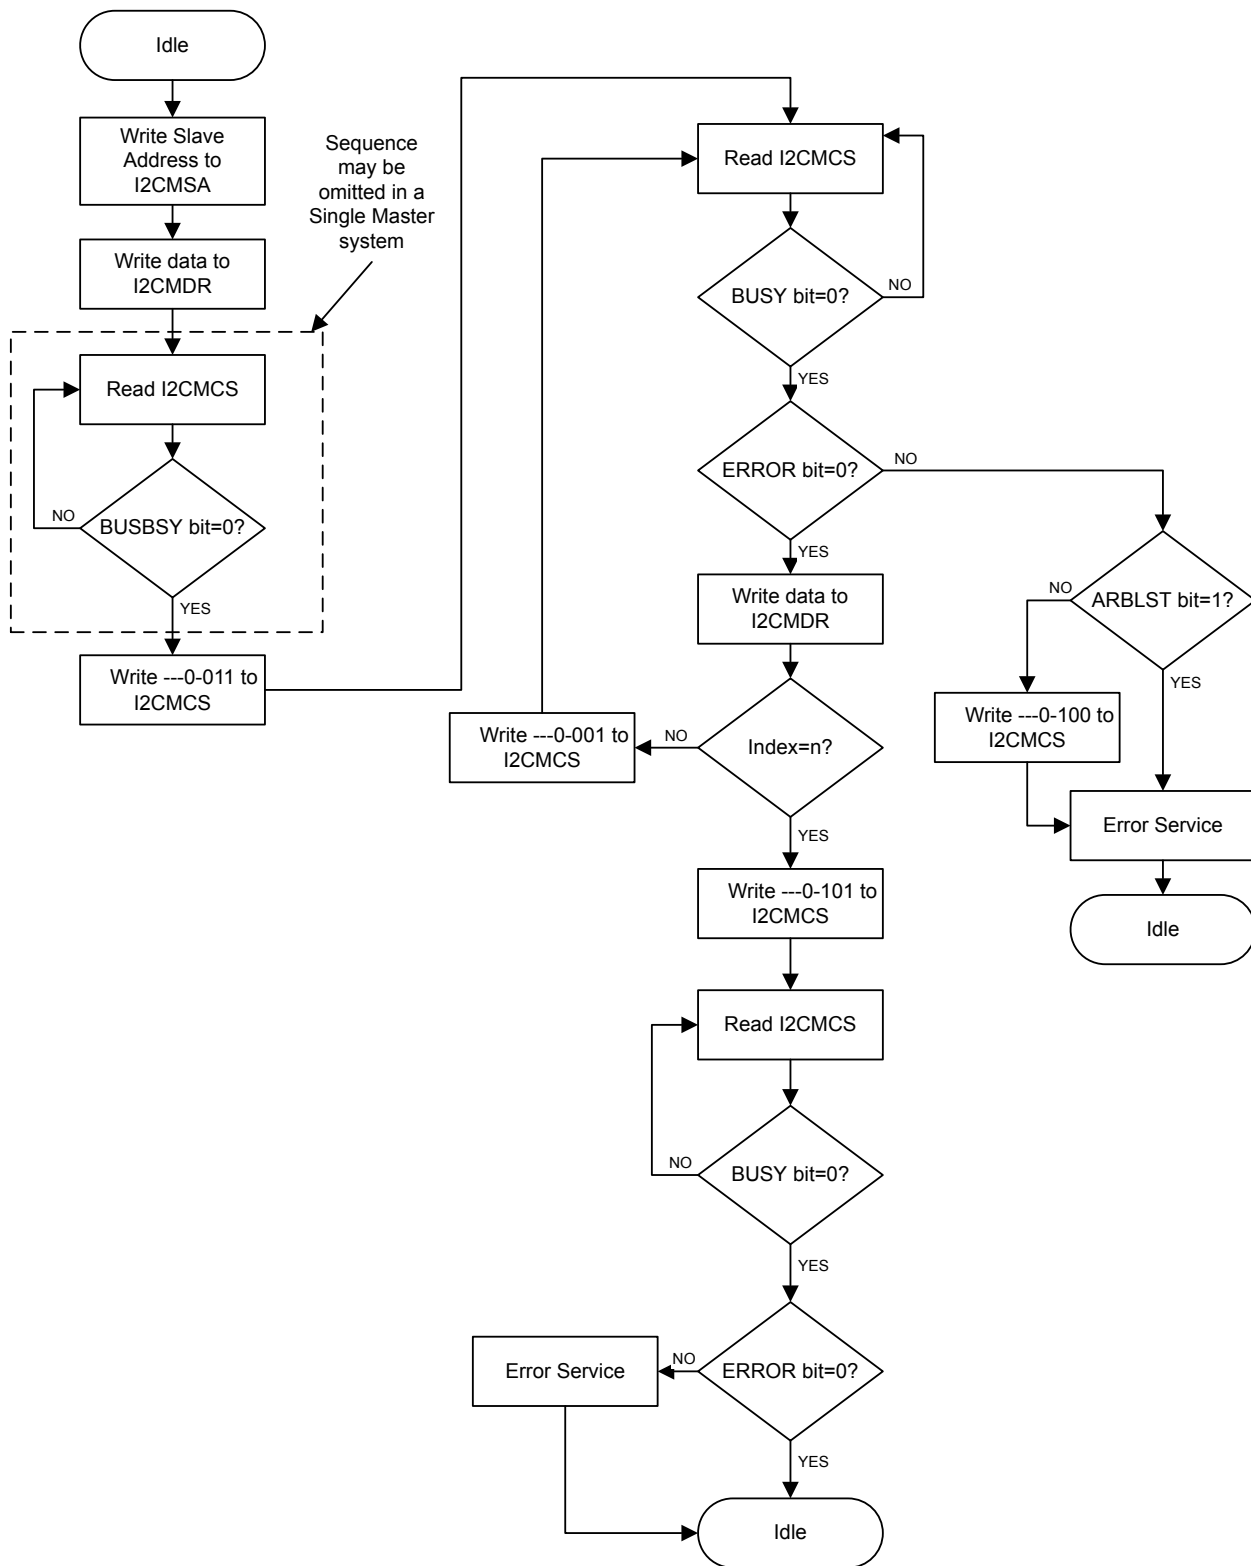 Idle
Write Slave
Address to
I2CMSA
Write data to
I2CMDR
Sequence
may be
omitted in a
Single Master
system
Read I2CMCS
BUSBSY bit=0?
NO
YES
Write ---0-011 to
I2CMCS
Read I2CMCS
BUSY bit=0?
NO
YES
ERROR bit=0?
NO
YES
Write data to
I2CMDR
Index=n?
NO
Write ---0-001 to
I2CMCS
YES
ARBLST bit=1?
NO
YES
Write ---0-100 to
I2CMCS
Error Service
Idle
Write ---0-101 to
I2CMCS
Read I2CMCS
BUSY bit=0?
NO
YES
ERROR bit=0?
NO
Error Service
YES
Idle